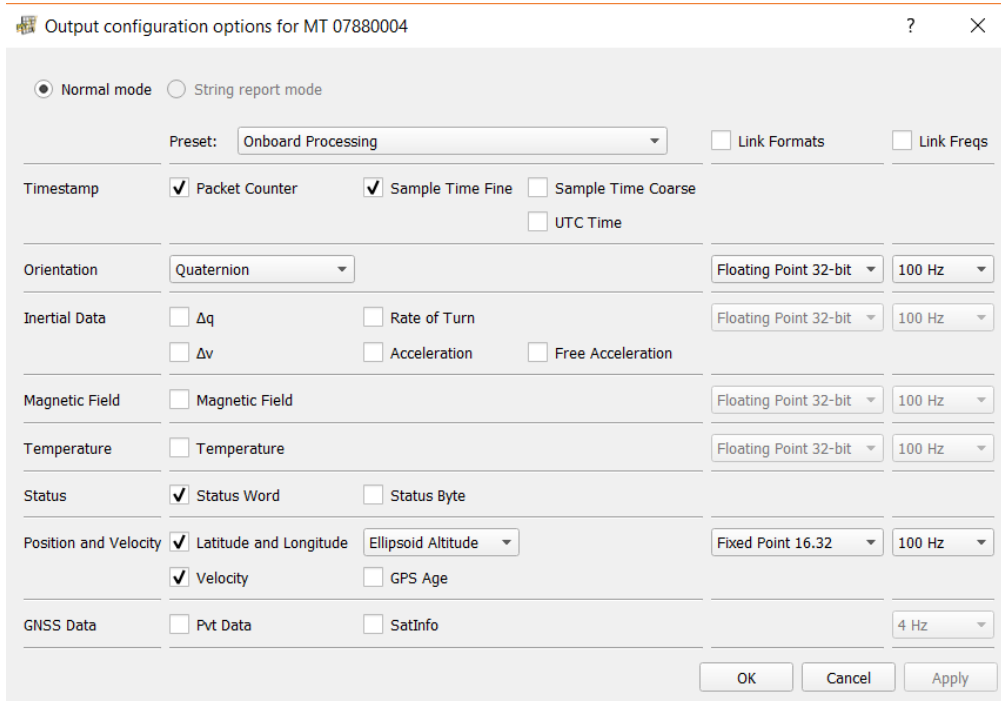 Output configuration options for MT 07880004 ?
Normal mode String report mode
Preset: Onboard Processing Link Formats Link Freqs
Timestamp Packet Counter Sample Time Fine Sample Time Coarse
UTC Time
Orientation Quaternion Floating Point 32-bit 100 Hz
Inertial Data Δq Rate of Turn Floating Point 32-bit 100 Hz
Δv Acceleration Free Acceleration
Magnetic Field Magnetic Field Floating Point 32-bit 100 Hz
Temperature Temperature Floating Point 32-bit 100 Hz
Status Status Word Status Byte
Position and Velocity Latitude and Longitude Ellipsoid Altitude Fixed Point 16.32 100 Hz
Velocity GPS Age
GNSS Data Pvt Data SatInfo 4 Hz
OK Cancel Apply